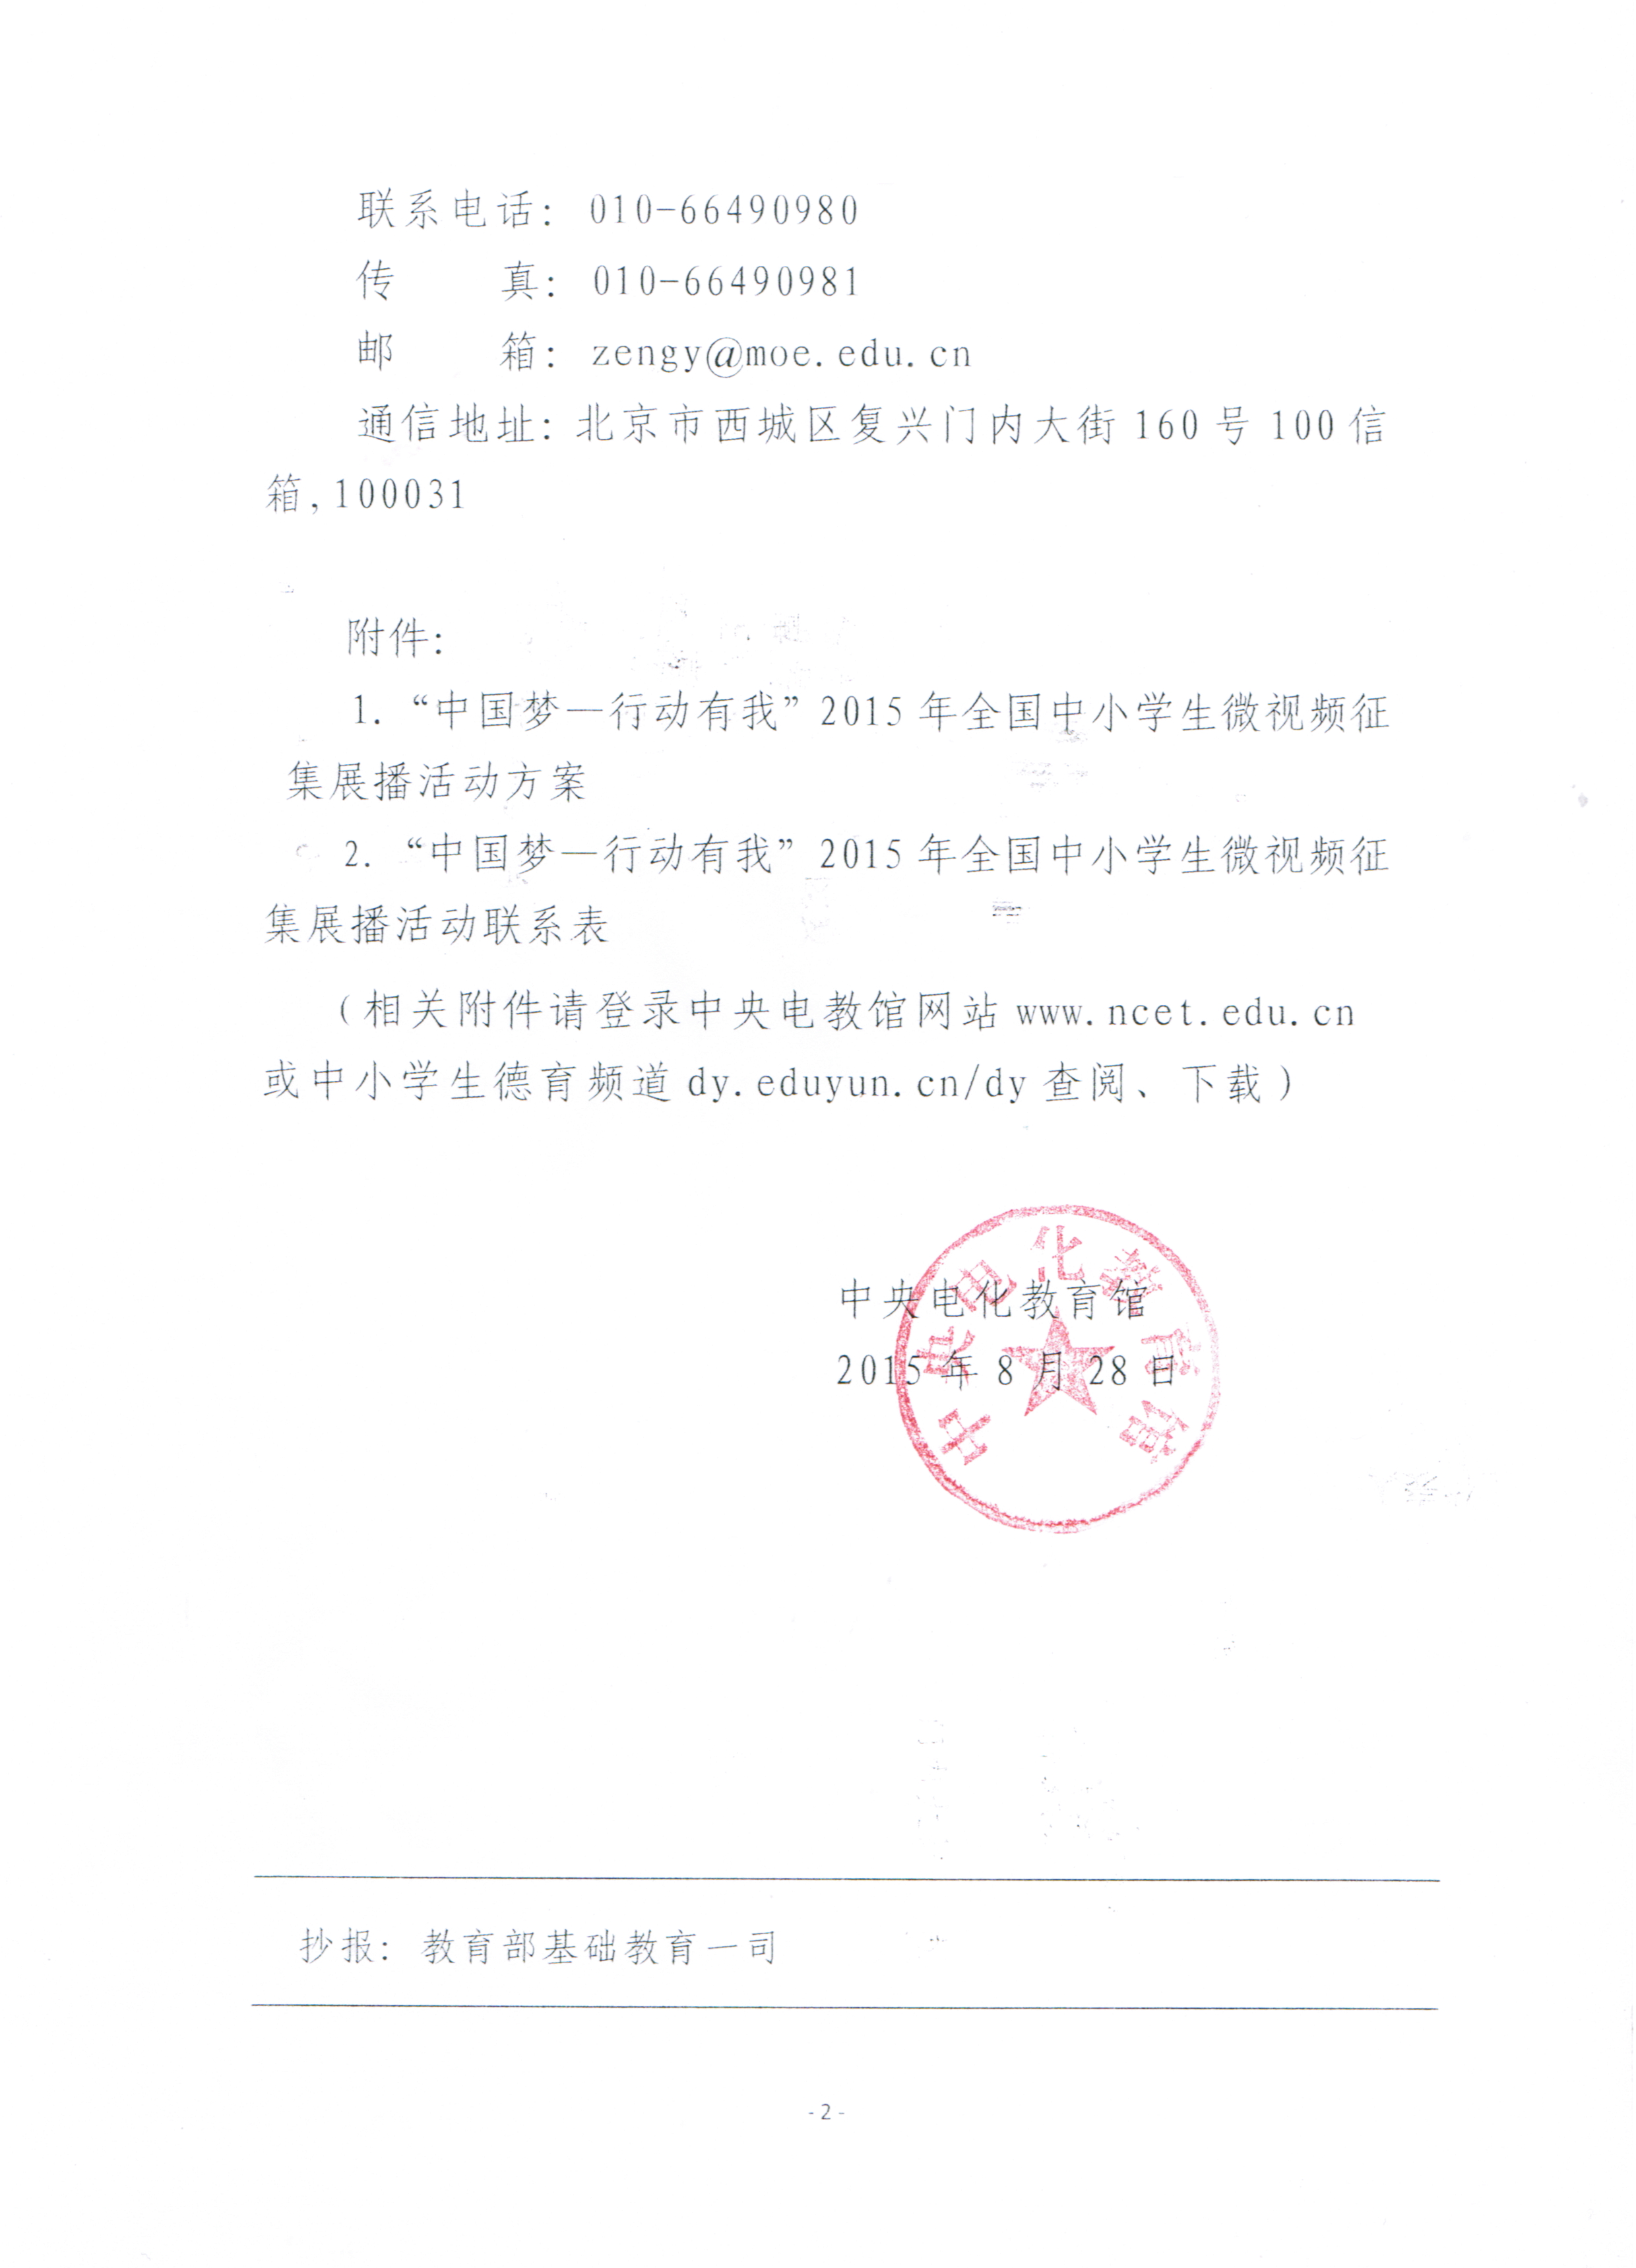 联系电话：010-66490980
传 真：010-66490981
邮 箱：zengy@moe.edu.cn
通信地址：北京市西城区复兴门内大街160号100信
箱,100031
附件：
1.“中国梦—行动有我”2015年全国中小学生微视频征
集展播活动方案
2.“中国梦—行动有我”2015年全国中小学生微视频征
集展播活动联系表
（相关附件请登录中央电教馆网站www.ncet.edu.cn
或中小学生德育频道dy.eduyun.cn/dy查阅、下载）
中央电化教育馆
2015年8月28日
中央电化教育馆
抄报：教育部基础教育一司
-2-